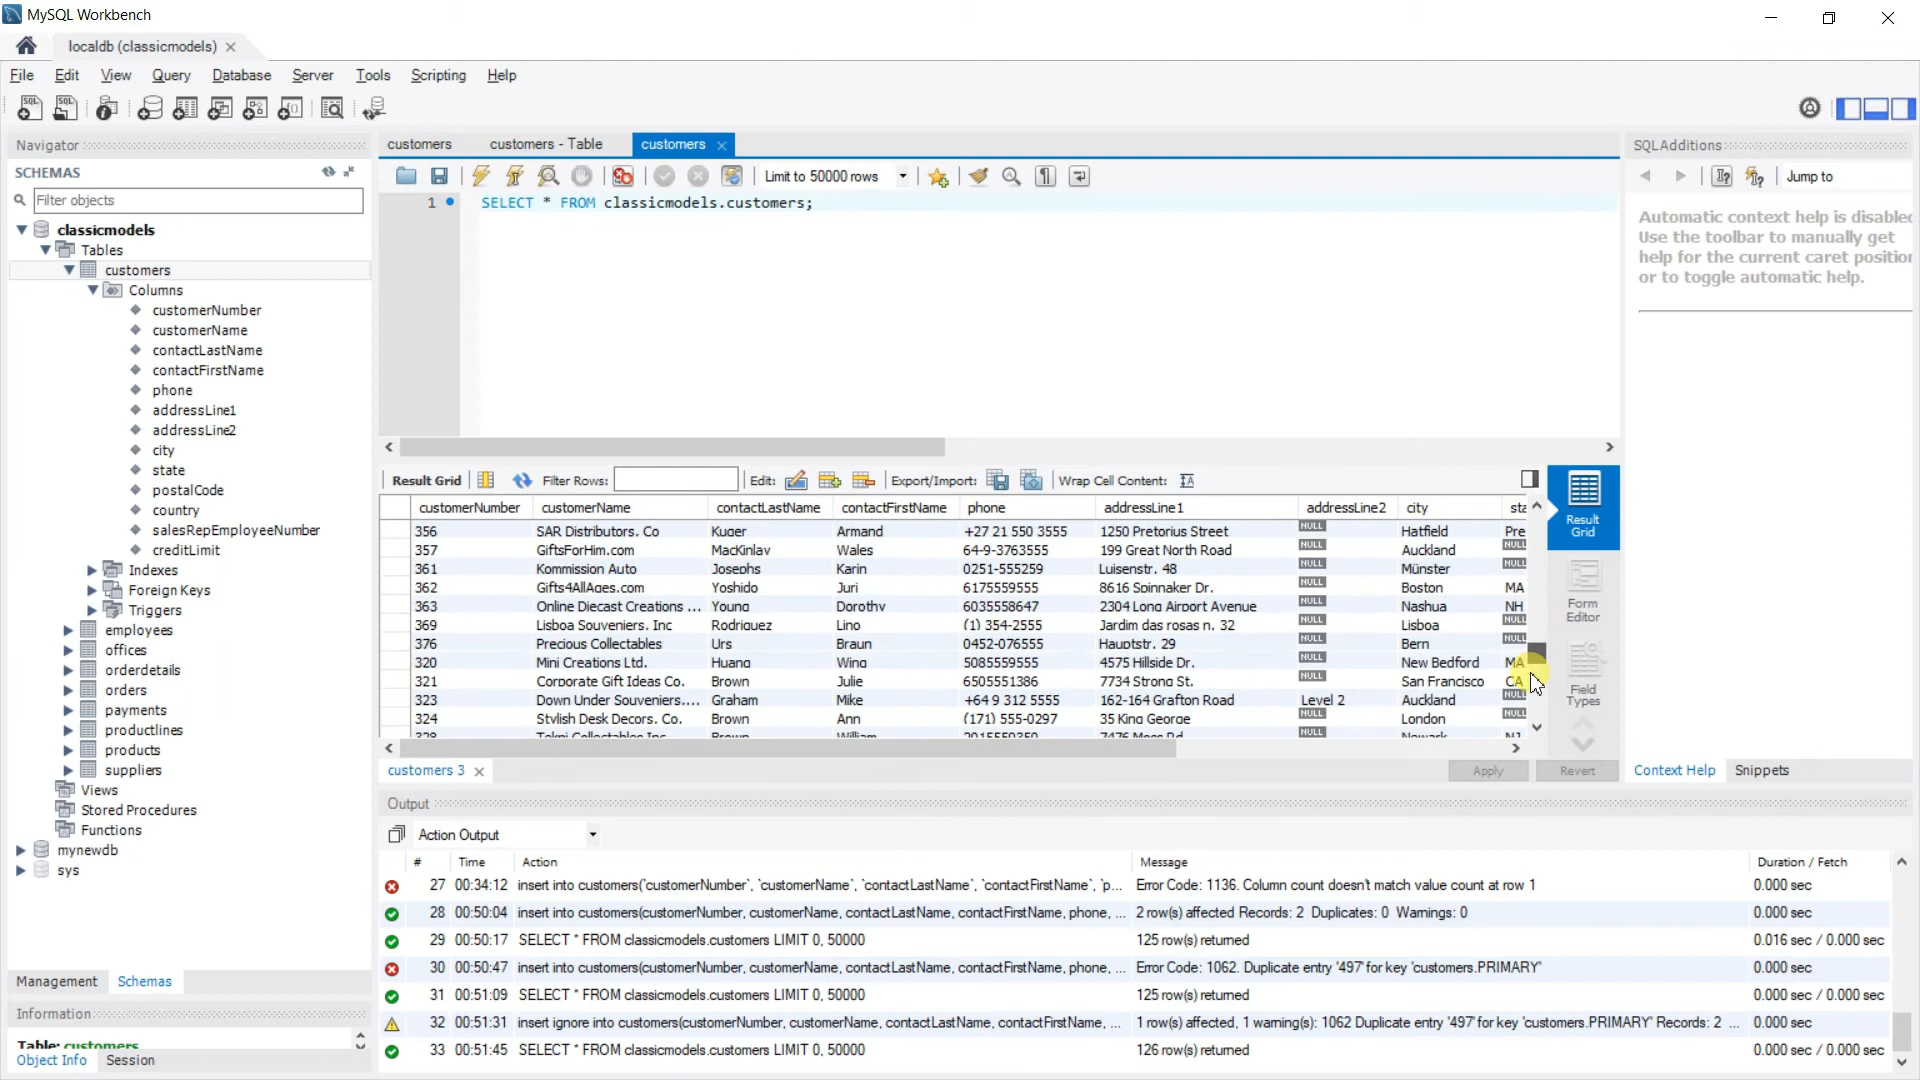 MySQL Workbench
localdb (classicmodels)
File Edit View Query Database Server Tools Scripting Help
Navigator
SCHEMAS
Filter objects
classicmodels
Tables
customers
Columns
customerNumber
customerName
contactLastName
contactFirstName
phone
addressLine1
addressLine2
city
state
postalCode
country
salesRepEmployeeNumber
creditLimit
Indexes
Foreign Keys
Triggers
employees
offices
orderdetails
orders
payments
productlines
products
suppliers
Views
Stored Procedures
Functions
mynewdb
sys
Management Schemas
Information
Table: customers
Object Info Session
customers customers - Table customers
Limit to 50000 rows
1 SELECT * FROM classicmodels.customers;
Result Grid Filter Rows: Edit: Export/Import: Wrap Cell Content:
customerNumber customerName contactLastName contactFirstName phone addressLine1 addressLine2 city sta
356 SAR Distributors, Co Kuger Armand +27 21 550 3555 1250 Pretorius Street NULL Hatfield Pre
357 GiftsForHim.com MacKinlay Wales 64-9-3763555 199 Great North Road NULL Auckland NULL
361 Kommission Auto Josephs Karin 0251-555259 Luisenstr. 48 NULL Münster NULL
362 Gifts4AllAges.com Yoshido Juri 6175559555 8616 Spinnaker Dr. NULL Boston MA
363 Online Diecast Creations ... Young Dorothy 6035558647 2304 Long Airport Avenue NULL Nashua NH
369 Lisboa Souveniers, Inc Rodriguez Lino (1) 354-2555 Jardim das rosas n. 32 NULL Lisboa NULL
376 Precious Collectables Urs Braun 0452-076555 Hauptstr. 29 NULL Bern NULL
320 Mini Creations Ltd. Huang Wing 5085559555 4575 Hillside Dr. NULL New Bedford MA
321 Corporate Gift Ideas Co. Brown Julie 6505551386 7734 Strong St. NULL San Francisco CA
323 Down Under Souveniers,... Graham Mike +64 9 312 5555 162-164 Grafton Road Level 2 Auckland NULL
324 Stylish Desk Decors, Co. Brown Ann (171) 555-0297 35 King George NULL London NULL
328 Tekni Collectables Inc. Brown William 2015559350 7476 Moss Rd. NULL Newark NJ
Result Grid
Form Editor
Field Types
customers 3
Apply Revert
SQLAdditions
Jump to
Automatic context help is disabled
Use the toolbar to manually get
help for the current caret position
or to toggle automatic help.
Context Help Snippets
Output
Action Output
# Time Action Message Duration / Fetch
27 00:34:12 insert into customers(`customerNumber`, `customerName`, `contactLastName`, `contactFirstName`, `p... Error Code: 1136. Column count doesn't match value count at row 1 0.000 sec
28 00:50:04 insert into customers(customerNumber, customerName, contactLastName, contactFirstName, phone, ... 2 row(s) affected Records: 2 Duplicates: 0 Warnings: 0 0.000 sec
29 00:50:17 SELECT * FROM classicmodels.customers LIMIT 0, 50000 125 row(s) returned 0.016 sec / 0.000 sec
30 00:50:47 insert into customers(customerNumber, customerName, contactLastName, contactFirstName, phone, ... Error Code: 1062. Duplicate entry '497' for key 'customers.PRIMARY' 0.000 sec
31 00:51:09 SELECT * FROM classicmodels.customers LIMIT 0, 50000 125 row(s) returned 0.000 sec / 0.000 sec
32 00:51:31 insert ignore into customers(customerNumber, customerName, contactLastName, contactFirstName, ... 1 row(s) affected, 1 warning(s): 1062 Duplicate entry '497' for key 'customers.PRIMARY' Records: 2 ... 0.000 sec
33 00:51:45 SELECT * FROM classicmodels.customers LIMIT 0, 50000 126 row(s) returned 0.000 sec / 0.000 sec